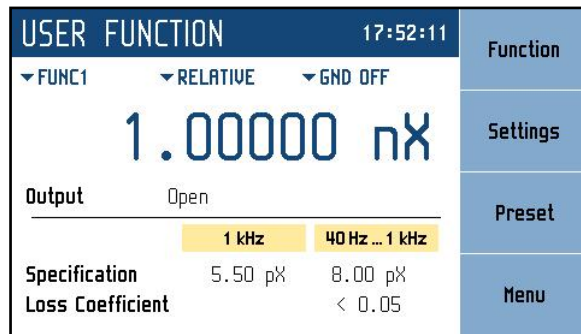 USER FUNCTION 17:52:11
FUNC1 RELATIVE GND OFF
1.00000 nX
Output Open
1 kHz 40 Hz ... 1 kHz
Specification 5.50 pX 8.00 pX
Loss Coefficient < 0.05
Function
Settings
Preset
Menu